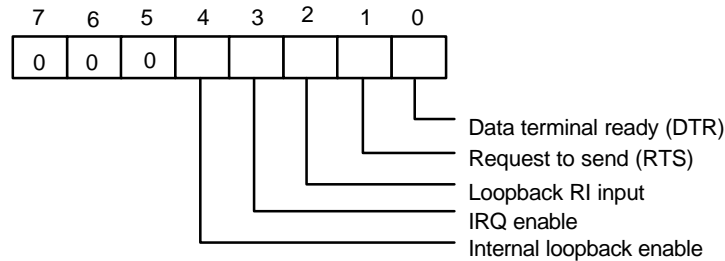 7 6 5 4 3 2 1 0
0 0 0
Data terminal ready (DTR)
Request to send (RTS)
Loopback RI input
IRQ enable
Internal loopback enable